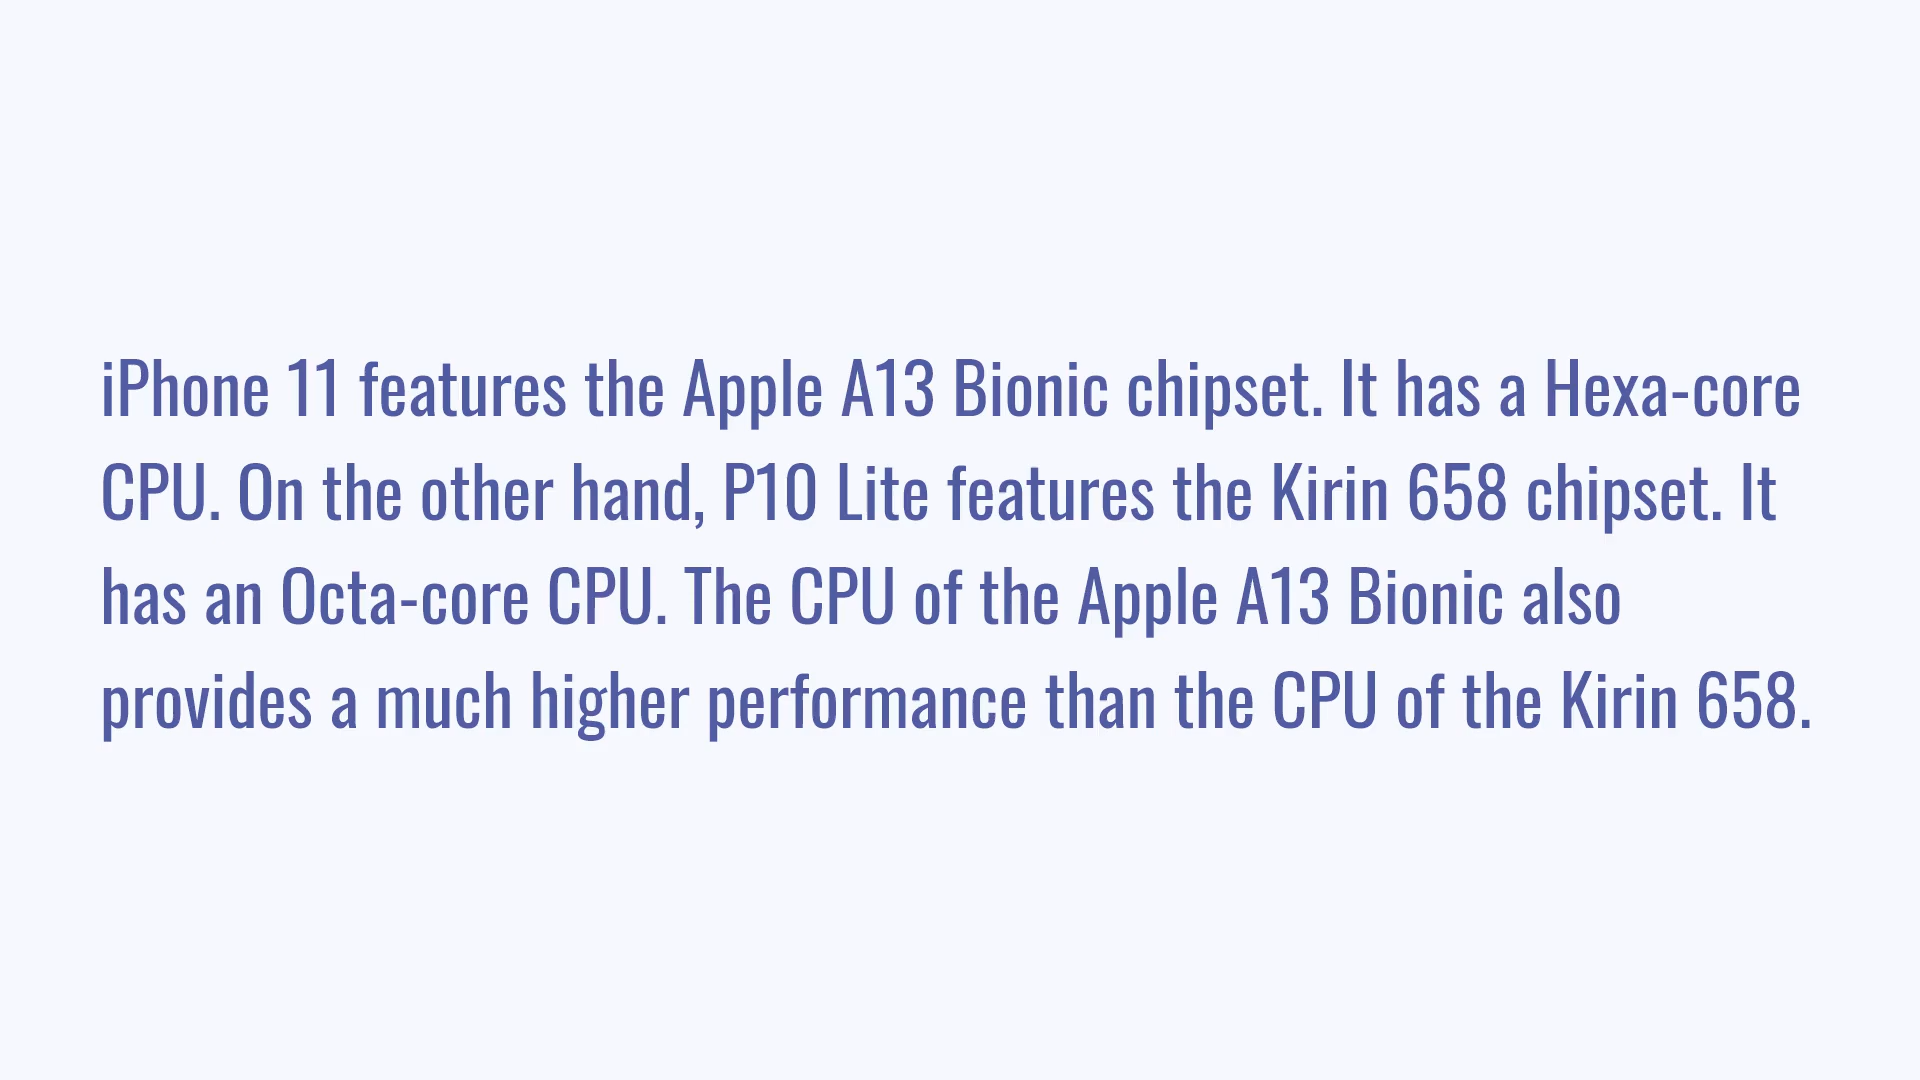 iPhone 11 features the Apple A13 Bionic chipset. It has a Hexa-core
CPU. On the other hand, P10 Lite features the Kirin 658 chipset. It
has an Octa-core CPU. The CPU of the Apple A13 Bionic also
provides a much higher performance than the CPU of the Kirin 658.